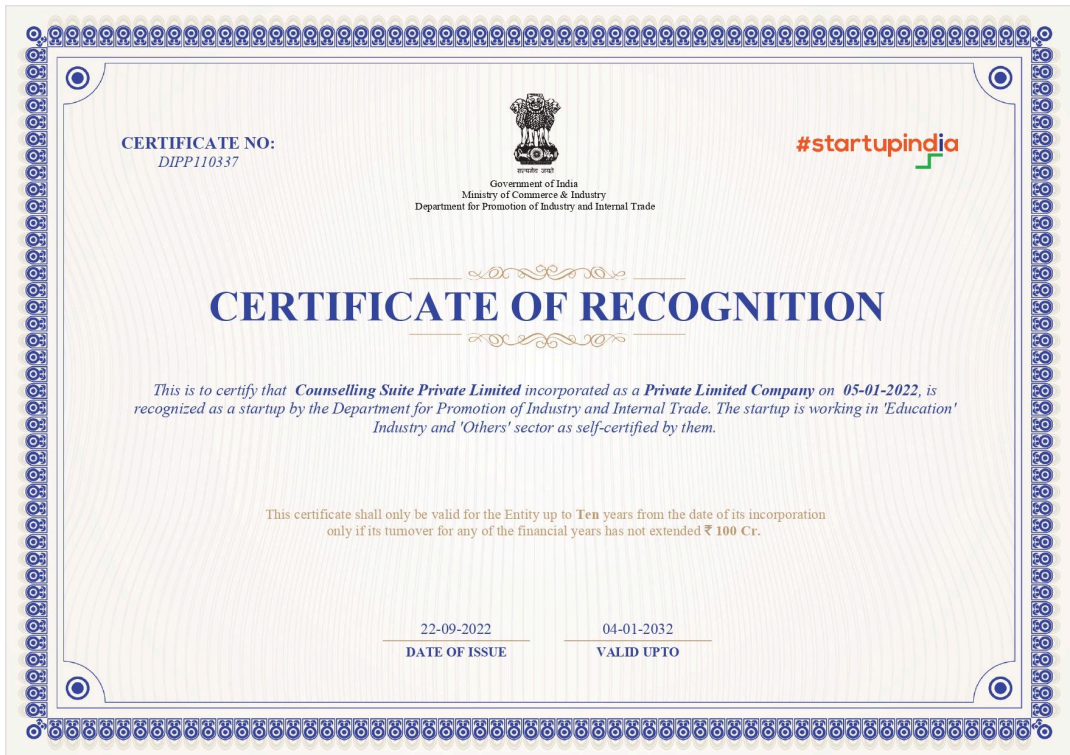 CERTIFICATE NO:
DIPP110337
सत्यमेव जयते
#startupindia
Government of India
Ministry of Commerce & Industry
Department for Promotion of Industry and Internal Trade
CERTIFICATE OF RECOGNITION
This is to certify that Counselling Suite Private Limited incorporated as a Private Limited Company on 05-01-2022, is
recognized as a startup by the Department for Promotion of Industry and Internal Trade. The startup is working in 'Education'
Industry and 'Others' sector as self-certified by them.
This certificate shall only be valid for the Entity up to Ten years from the date of its incorporation
only if its turnover for any of the financial years has not extended ₹ 100 Cr.
22-09-2022
DATE OF ISSUE
04-01-2032
VALID UPTO